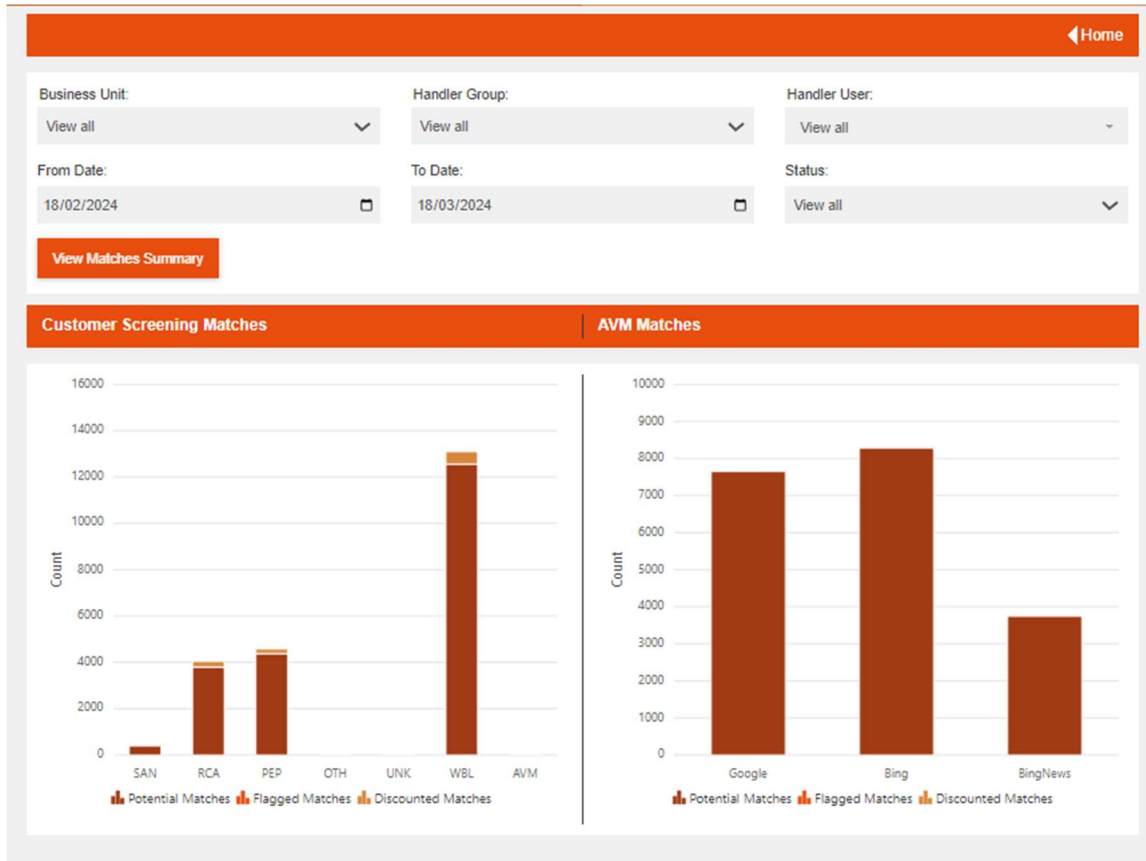 Home
Business Unit: Handler Group: Handler User:
View all View all View all
From Date: To Date: Status:
18/02/2024 18/03/2024 View all
View Matches Summary
Customer Screening Matches AVM Matches
16000
14000
12000
10000
8000
6000
4000
2000
0
Count
SAN RCA PEP OTH UNK WBL AVM
Potential Matches Flagged Matches Discounted Matches
10000
9000
8000
7000
6000
5000
4000
3000
2000
1000
0
Count
Google Bing BingNews
Potential Matches Flagged Matches Discounted Matches